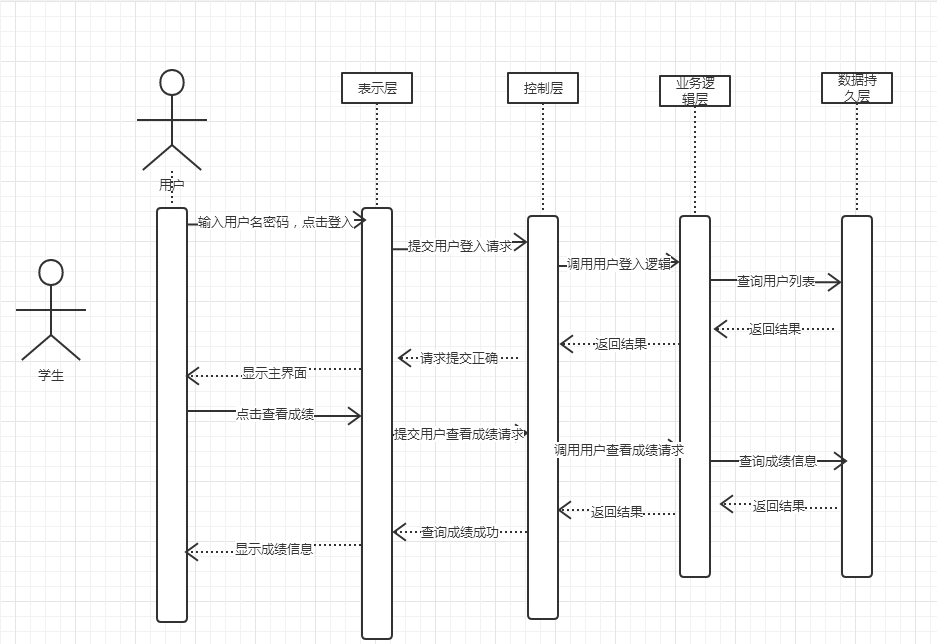 表示层
控制层
业务逻
辑层
数据持
久层
用户
输入用户名密码，点击登入
提交用户登入请求
调用用户登入逻辑
查询用户列表
返回结果
返回结果
请求提交正确
显示主界面
学生
点击查看成绩
提交用户查看成绩请求
调用用户查看成绩请求
查询成绩信息
返回结果
返回结果
查询成绩成功
显示成绩信息